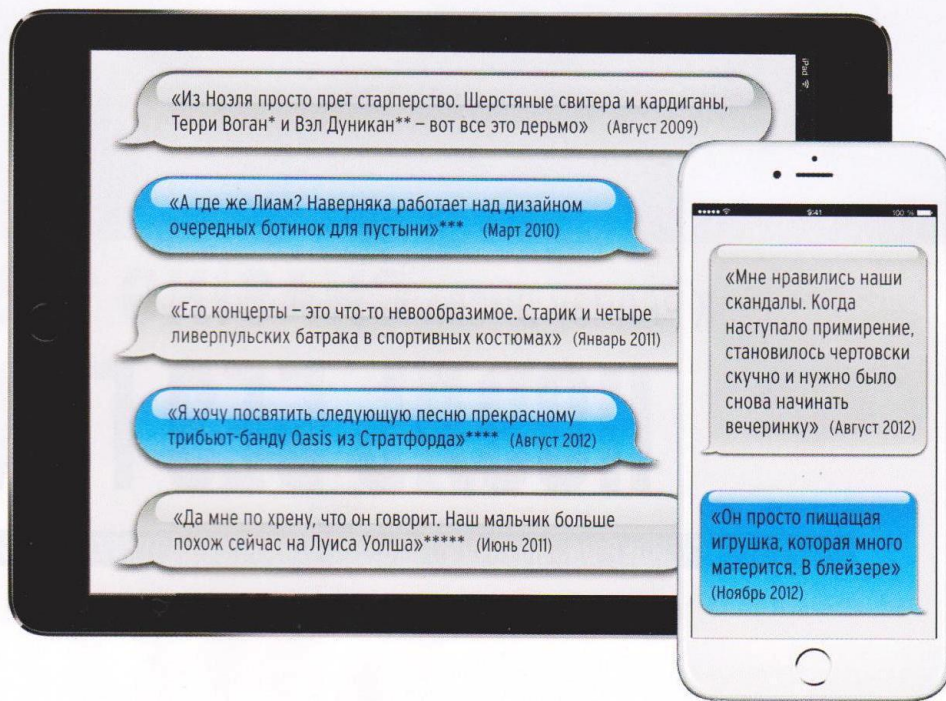 iPad
«Из Ноэля просто прет старперство. Шерстяные свитера и кардиганы,
Терри Воган* и Вэл Дуникан** – вот все это дерьмо» (Август 2009)
«А где же Лиам? Наверняка работает над дизайном
очередных ботинок для пустыни»*** (Март 2010)
«Его концерты – это что-то невообразимое. Старик и четыре
ливерпульских батрака в спортивных костюмах» (Январь 2011)
«Я хочу посвятить следующую песню прекрасному
трибьют-банду Oasis из Стратфорда»**** (Август 2012)
«Да мне по хрену, что он говорит. Наш мальчик больше
похож сейчас на Луиса Уолша»***** (Июнь 2011)
9:41
100 %
«Мне нравились наши
скандалы. Когда
наступало примирение,
становилось чертовски
скучно и нужно было
снова начинать
вечеринку» (Август 2012)
«Он просто пищащая
игрушка, которая много
матерится. В блейзере»
(Ноябрь 2012)